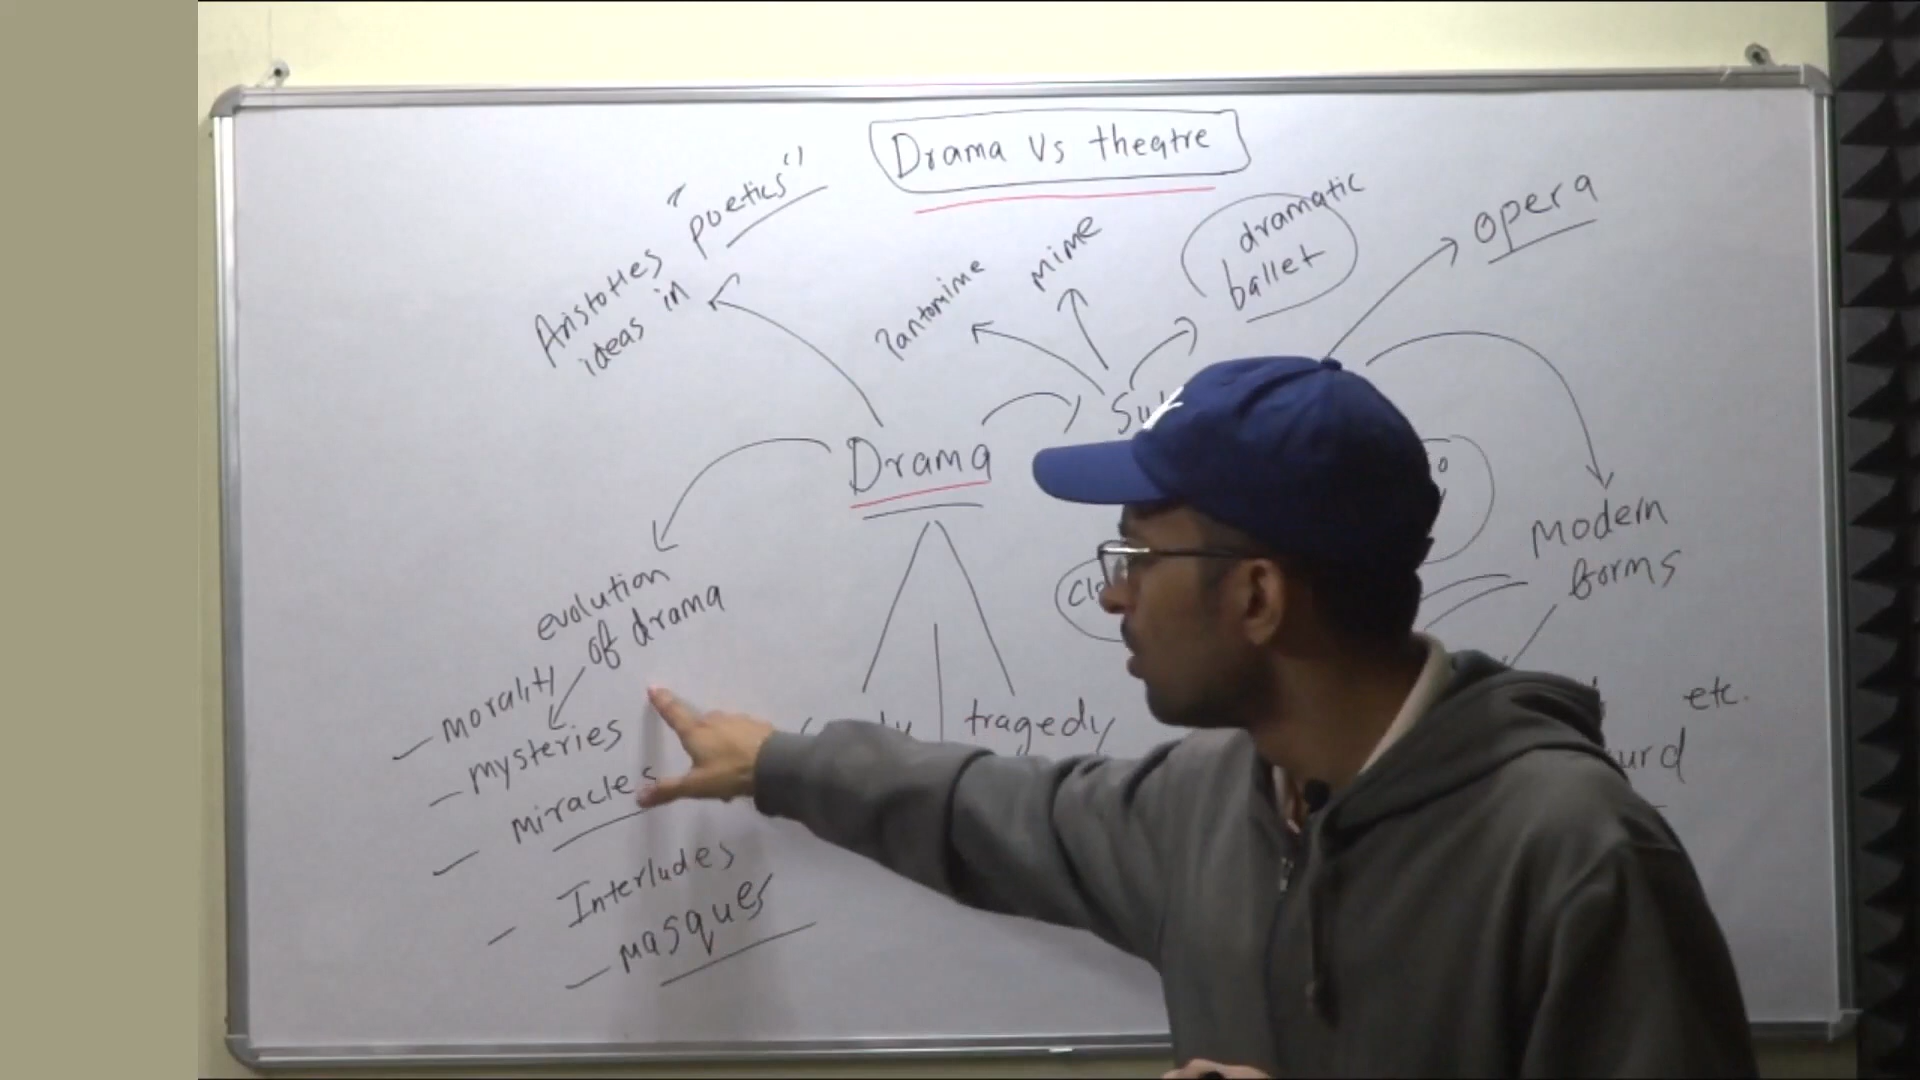 Drama Vs theatre
Aristotles
ideas in
"poetics"
Pantomime
Mime
dramatic
ballet
opera
Drama
evolution
of drama
- morality
- mysteries
- miracles
- Interludes
- masques
tragedy
Modern
forms
etc.